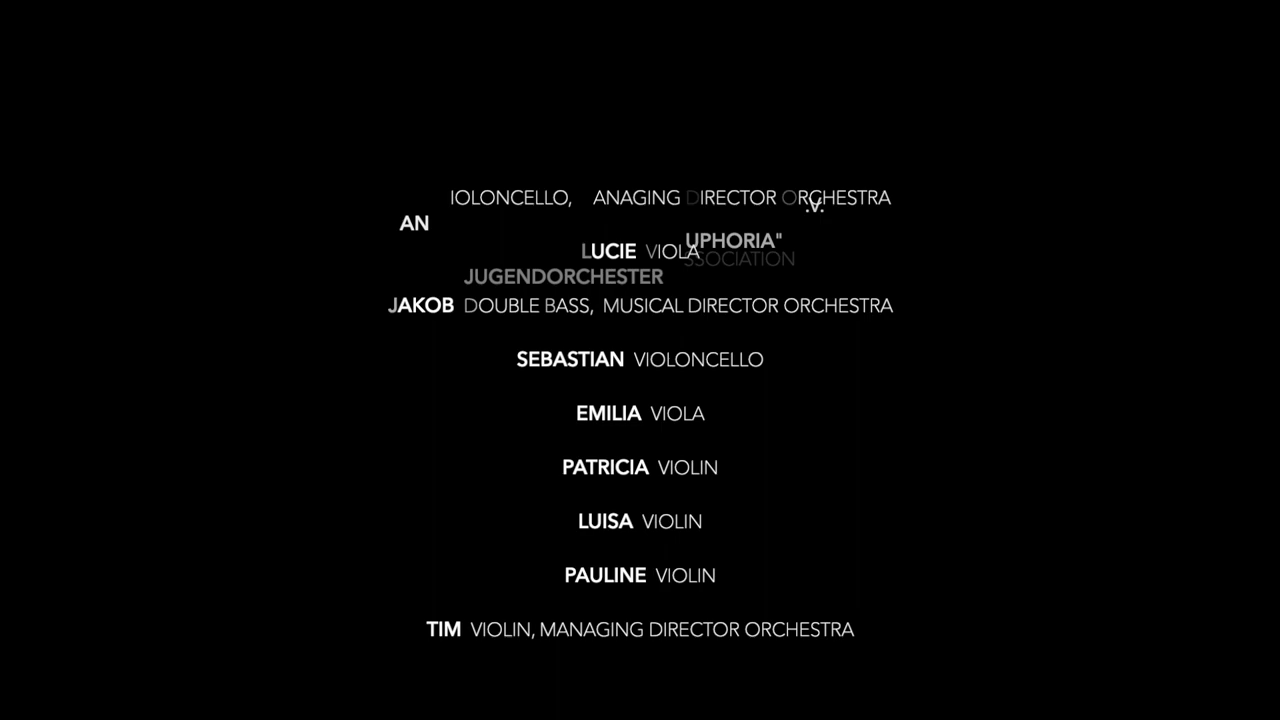 IOLONCELLO, ANAGING DIRECTOR ORCHESTRA
.V.
AN
UPHORIA"
LUCIE VIOLA
SSOCIATION
JUGENDORCHESTER
JAKOB DOUBLE BASS, MUSICAL DIRECTOR ORCHESTRA
SEBASTIAN VIOLONCELLO
EMILIA VIOLA
PATRICIA VIOLIN
LUISA VIOLIN
PAULINE VIOLIN
TIM VIOLIN, MANAGING DIRECTOR ORCHESTRA